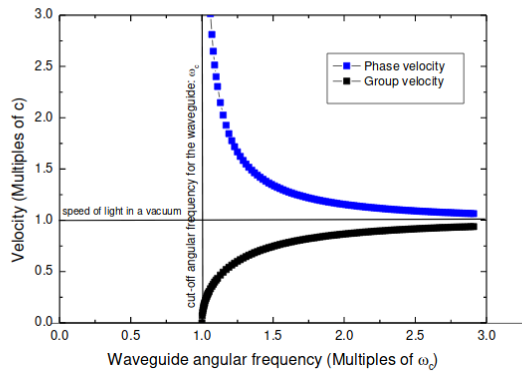 3.0
2.5
2.0
1.5
1.0
0.5
0.0
Velocity (Multiples of c)
Phase velocity
Group velocity
cut-off angular frequency for the waveguide: ωc
speed of light in a vacuum
0.0 0.5 1.0 1.5 2.0 2.5 3.0
Waveguide angular frequency (Multiples of ωc)